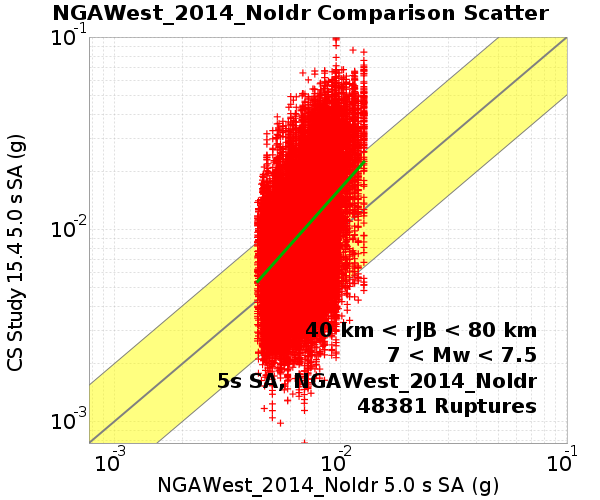 NGAWest_2014_NoIdr Comparison Scatter
10-1
10-2
10-3
CS Study 15.4 5.0 s SA (g)
40 km < rJB < 80 km
7 < Mw < 7.5
5s SA, NGAWest_2014_NoIdr
48381 Ruptures
10-3
10-2
10-1
NGAWest_2014_NoIdr 5.0 s SA (g)